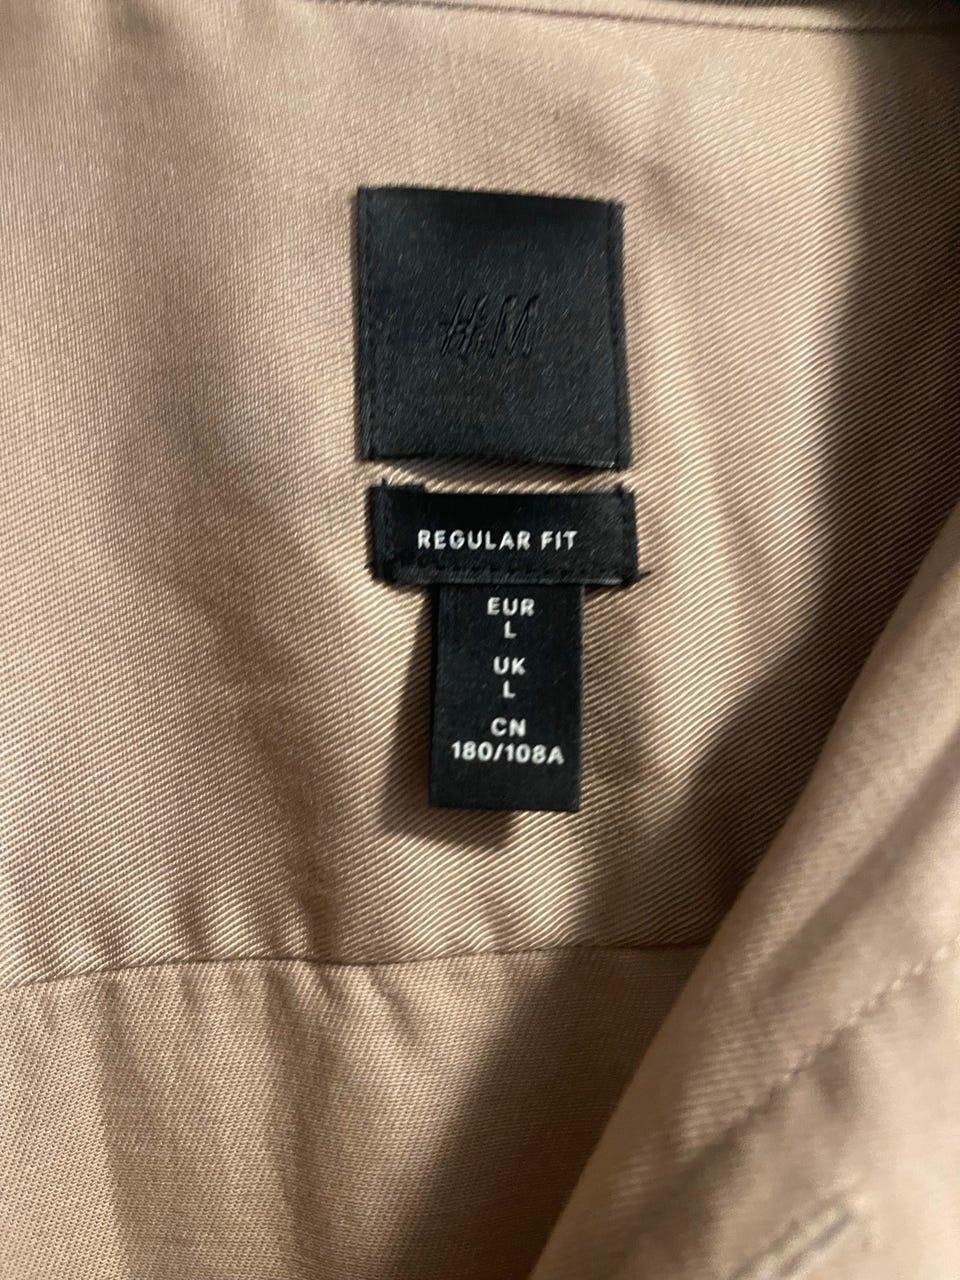 H&M
REGULAR FIT
EUR
L
UK
L
CN
180/108A